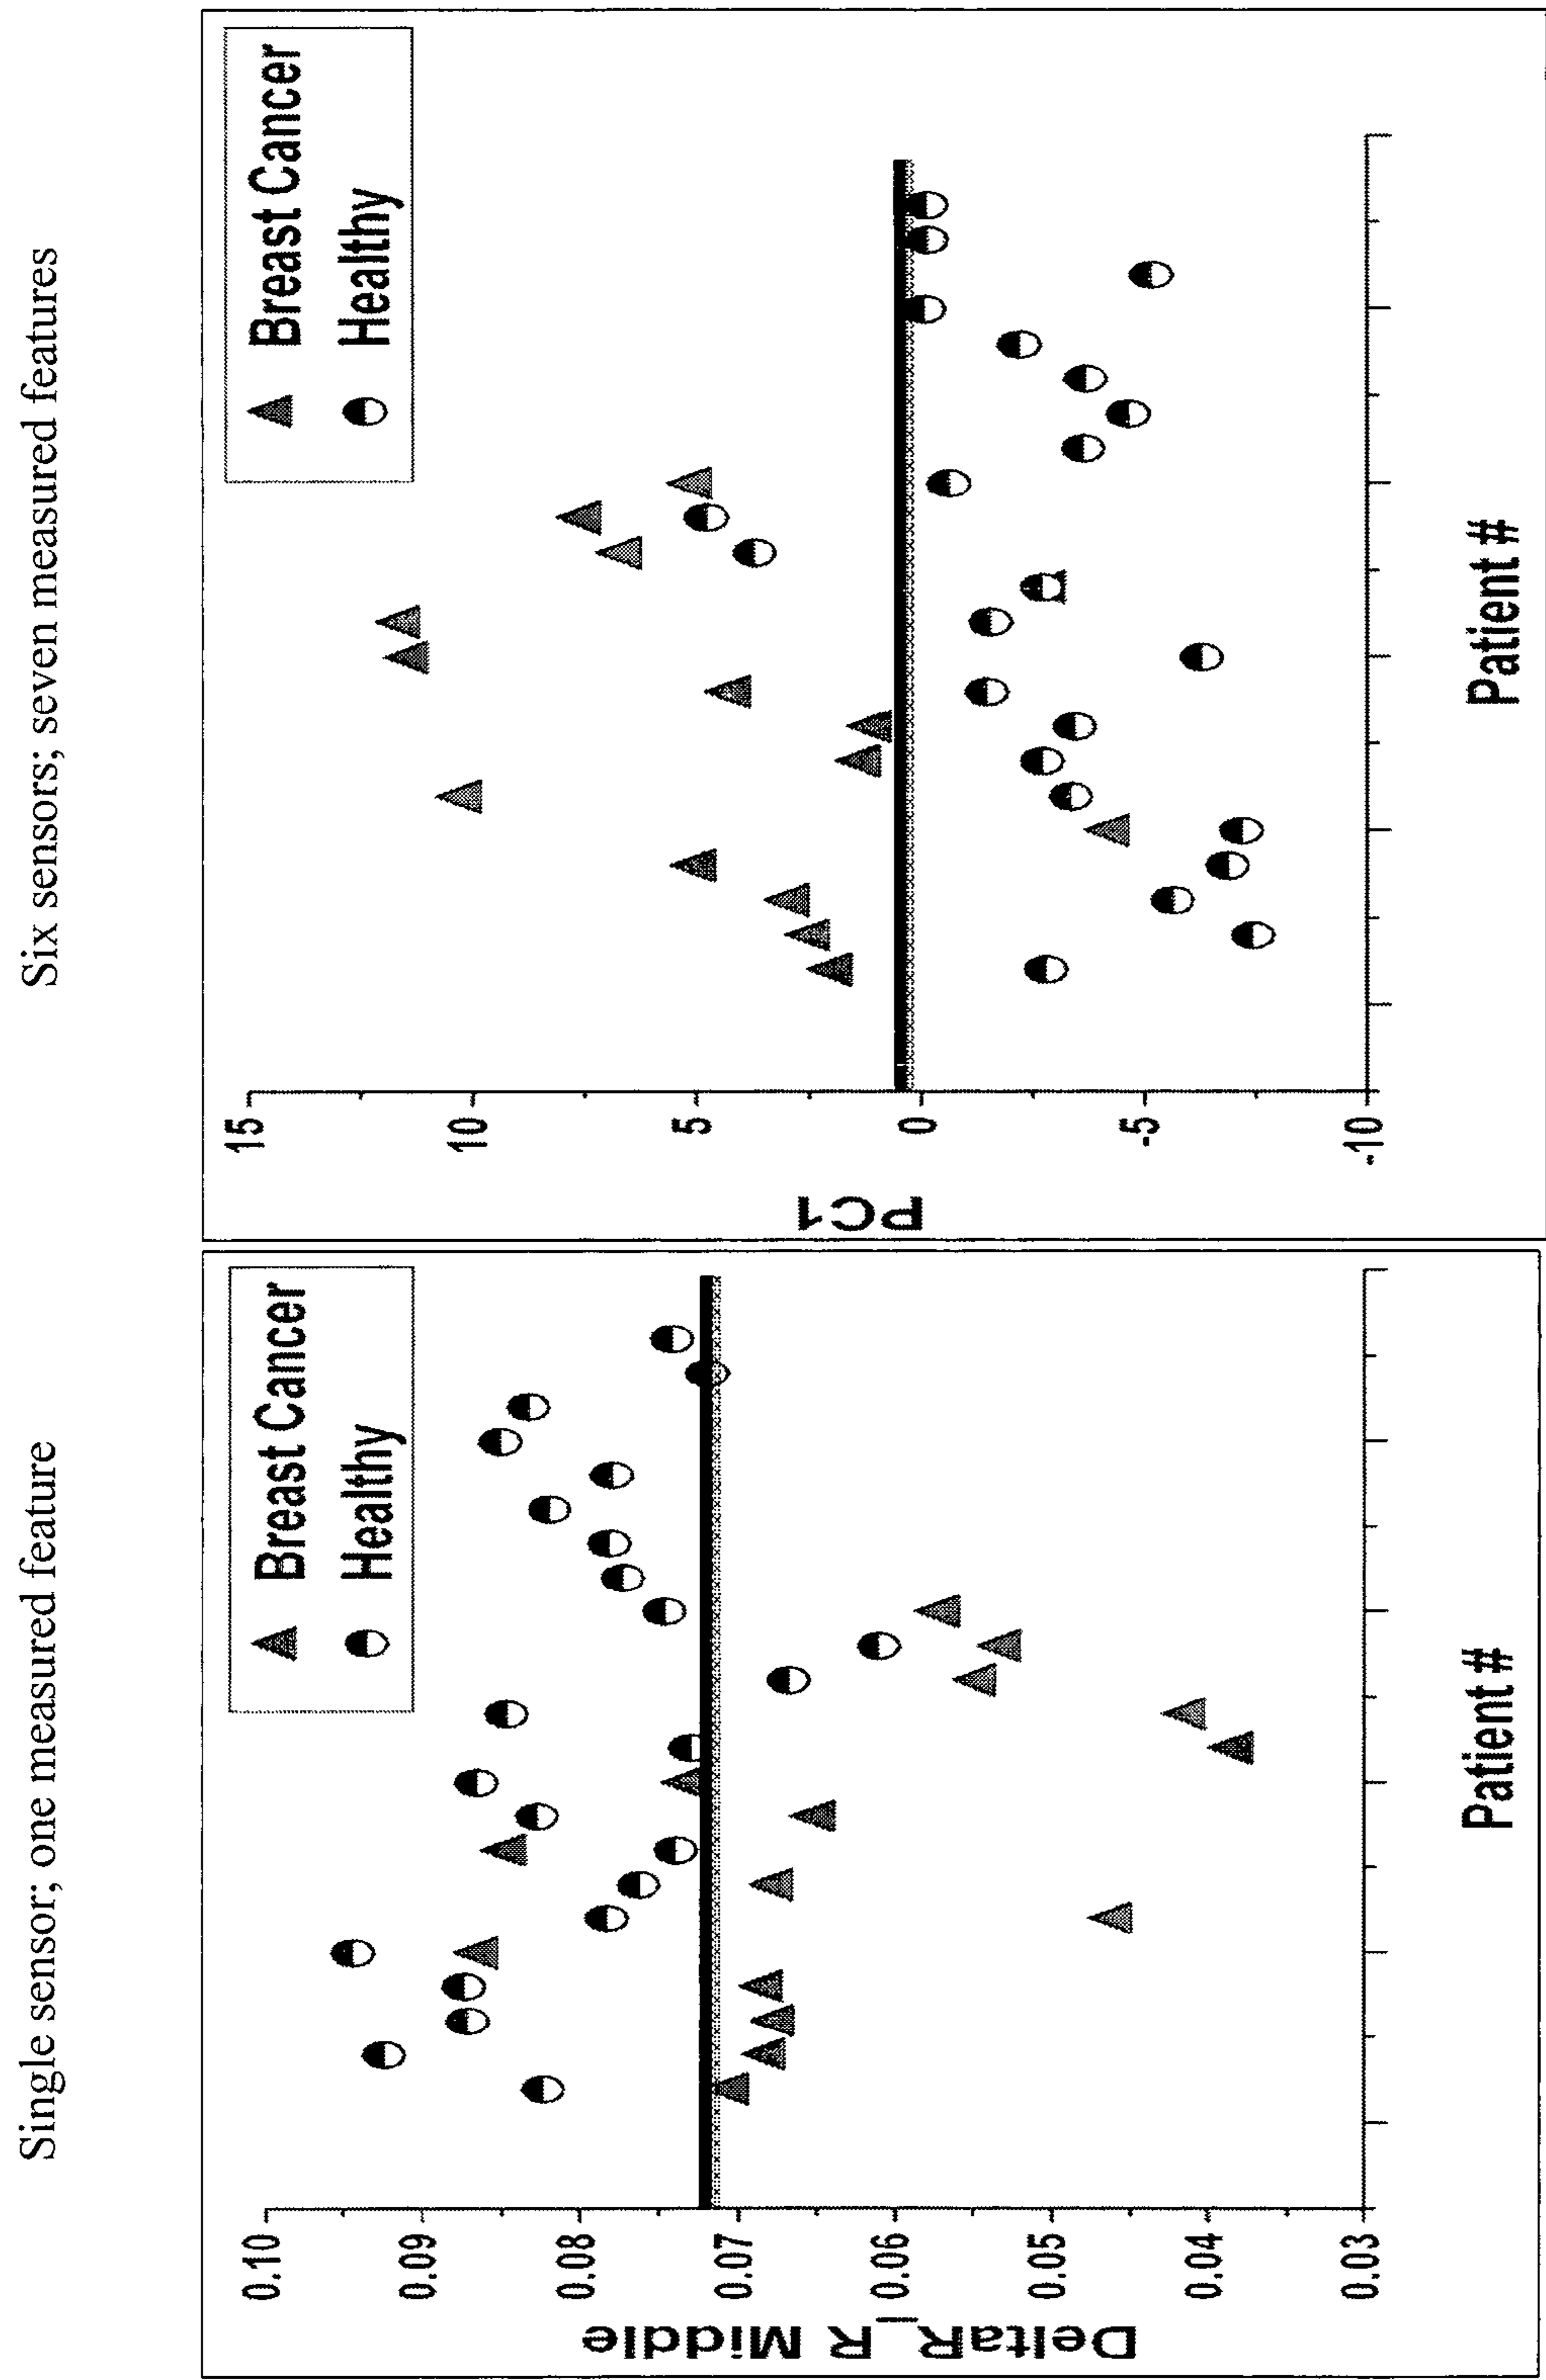 Single sensor; one measured feature
Breast Cancer
Healthy
0.10
0.09
0.08
0.07
0.06
0.05
0.04
0.03
DeltaR_R Middle
Patient #
Six sensors; seven measured features
Breast Cancer
Healthy
15
10
5
0
-5
-10
PC1
Patient #